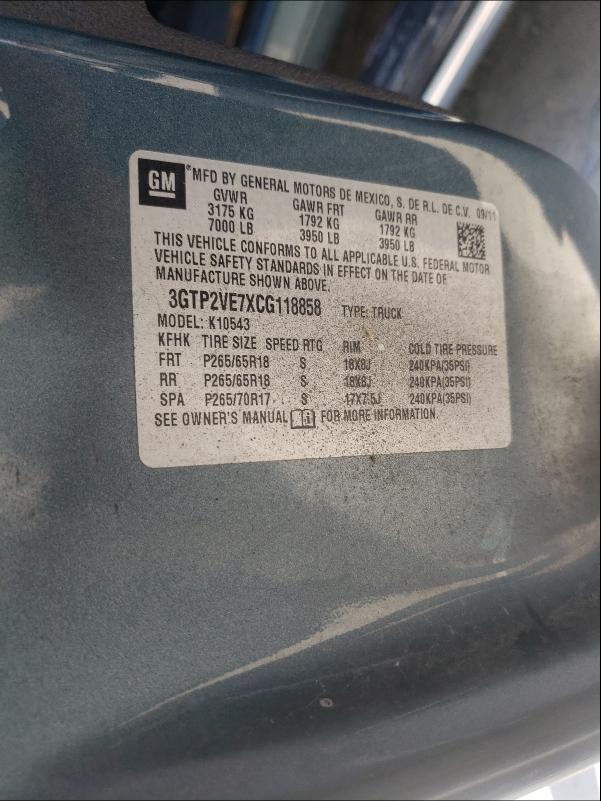 GM
®MFD BY GENERAL MOTORS DE MEXICO, S. DE R.L. DE C.V. 09/11
GVWR GAWR FRT GAWR RR
3175 KG 1792 KG 1792 KG
7000 LB 3950 LB 3950 LB
THIS VEHICLE CONFORMS TO ALL APPLICABLE U.S. FEDERAL MOTOR
VEHICLE SAFETY STANDARDS IN EFFECT ON THE DATE OF
MANUFACTURE SHOWN ABOVE.
3GTP2VE7XCG118858 TYPE: TRUCK
MODEL: K10543
KFHK TIRE SIZE SPEED RTG RIM COLD TIRE PRESSURE
FRT P265/65R18 S 18X8J 240KPA(35PSI)
RR P265/65R18 S 18X8J 240KPA(35PSI)
SPA P265/70R17 S 17X7.5J 240KPA(35PSI)
SEE OWNER'S MANUAL FOR MORE INFORMATION.